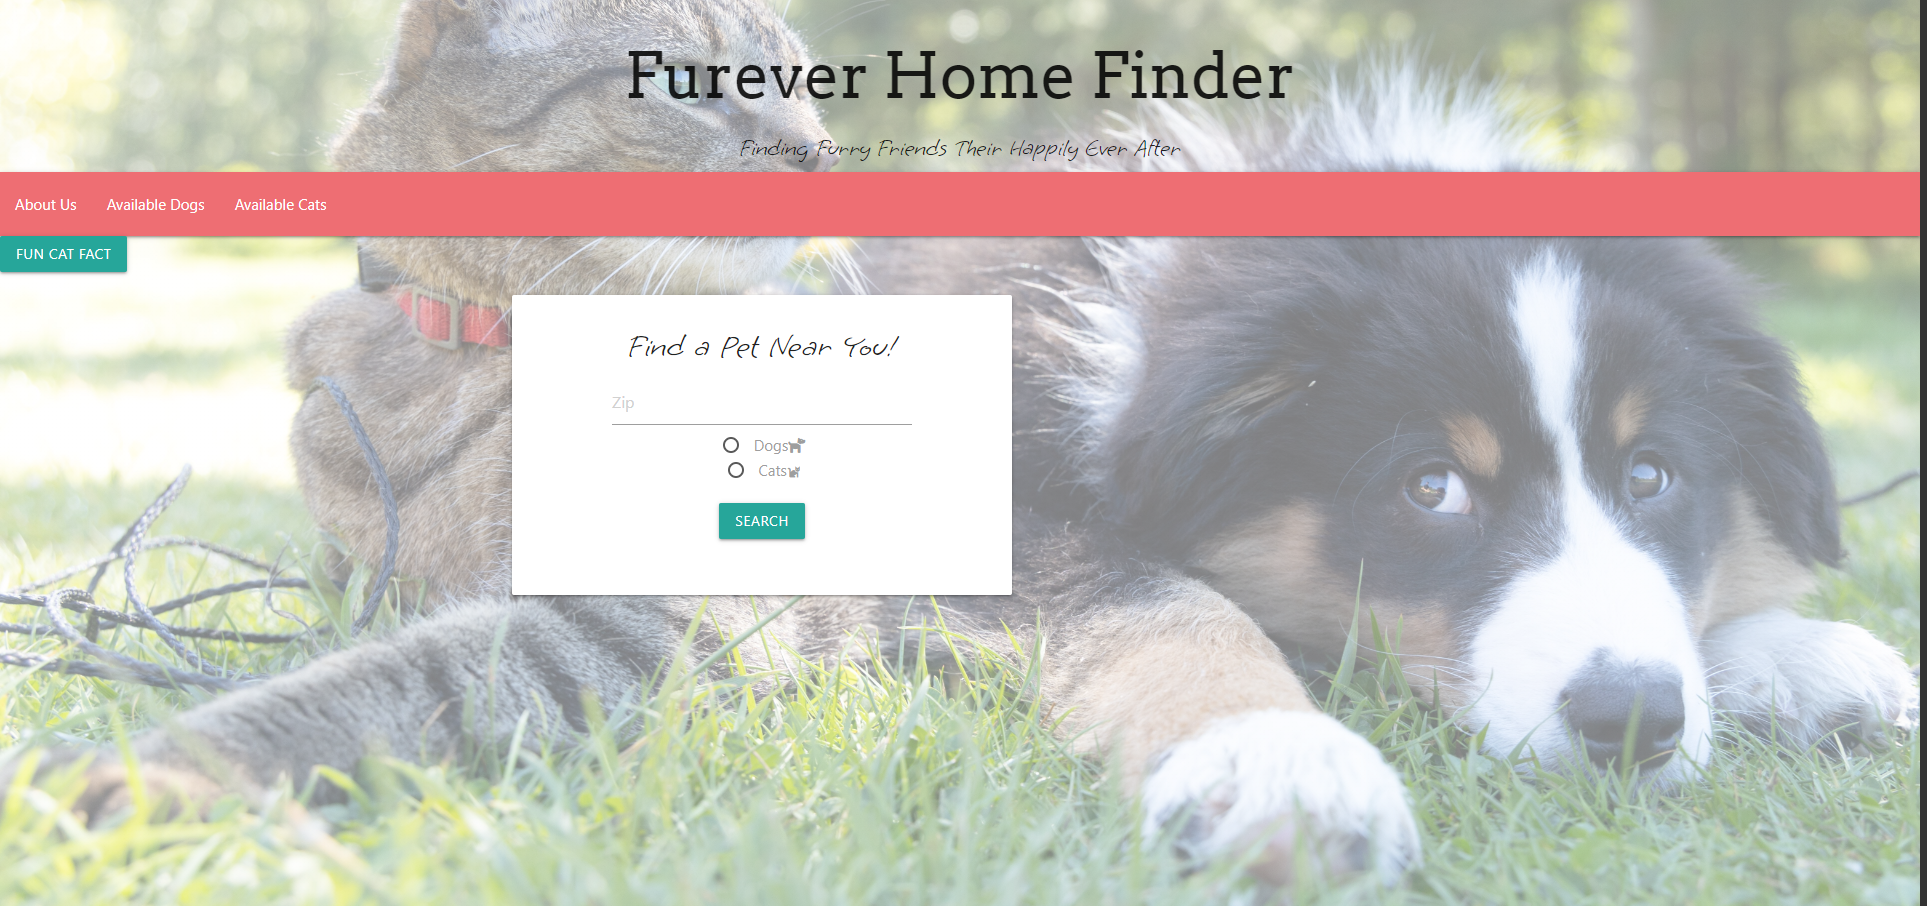 Furever Home Finder
Finding Furry Friends Their Happily Ever After
About Us Available Dogs Available Cats
FUN CAT FACT
Find a Pet Near You!
Zip
Dogs
Cats
SEARCH